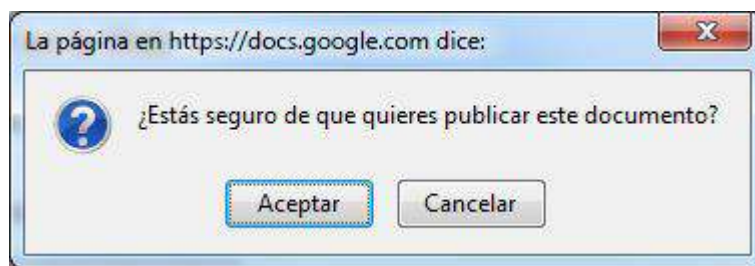 La página en https://docs.google.com dice:
¿Estás seguro de que quieres publicar este documento?
Aceptar
Cancelar